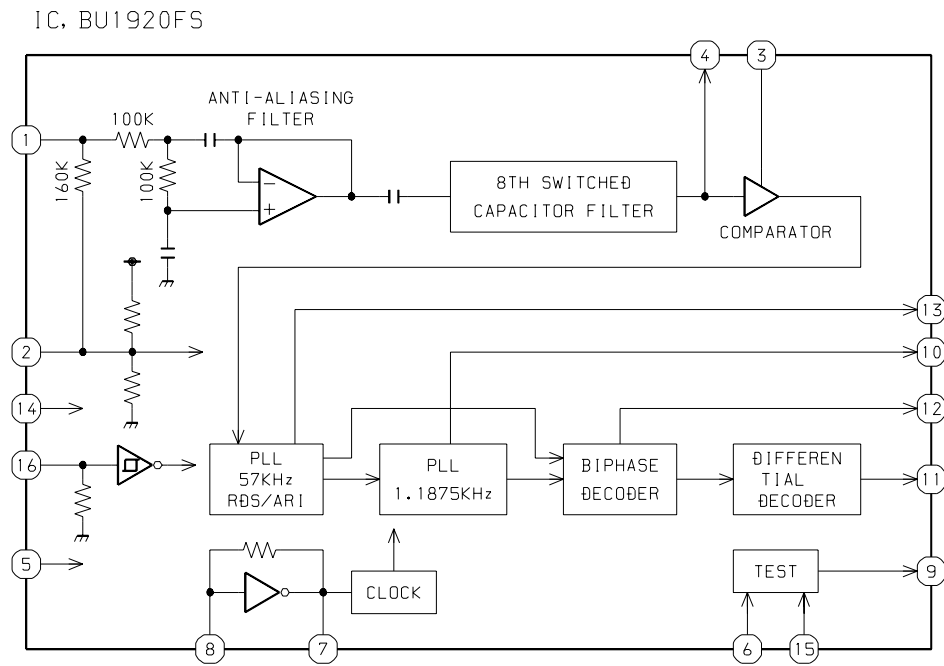 IC, BU1920FS
4
3
ANTI-ALIASING
FILTER
100K
1
160K
100K
−
+
8TH SWITCHED
CAPACITOR FILTER
COMPARATOR
13
2
10
14
12
16
PLL
57KHz
RDS/ARI
PLL
1.1875KHz
BIPHASE
DECODER
DIFFEREN
TIAL
DECODER
11
5
CLOCK
TEST
9
8
7
6
15